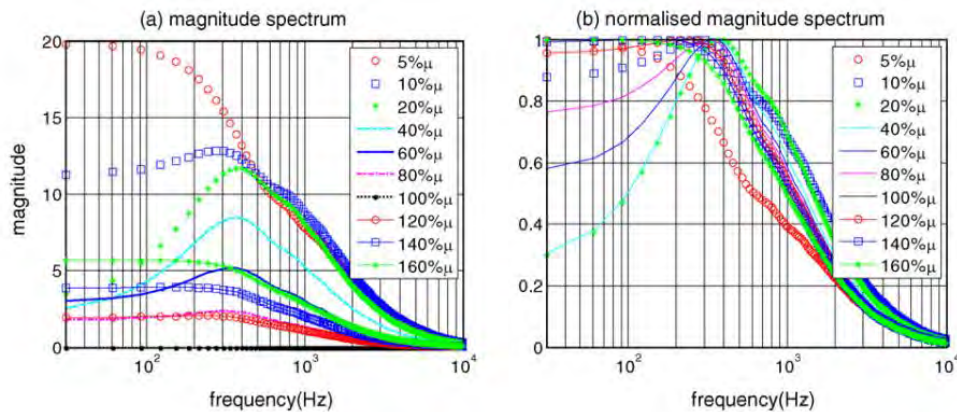 (a) magnitude spectrum
20
15
10
5
0
magnitude
10²
10³
10⁴
frequency(Hz)
5%μ
10%μ
20%μ
40%μ
60%μ
80%μ
100%μ
120%μ
140%μ
160%μ
(b) normalised magnitude spectrum
1
0.8
0.6
0.4
0.2
0
10²
10³
10⁴
frequency(Hz)
5%μ
10%μ
20%μ
40%μ
60%μ
80%μ
100%μ
120%μ
140%μ
160%μ